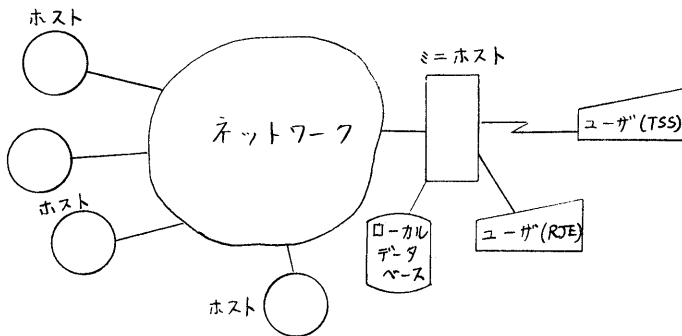 ホスト
ミニホスト
ネットワーク
ユーザ(TSS)
ホスト
ローカル
データ
ベース
ユーザ(RJE)
ホスト